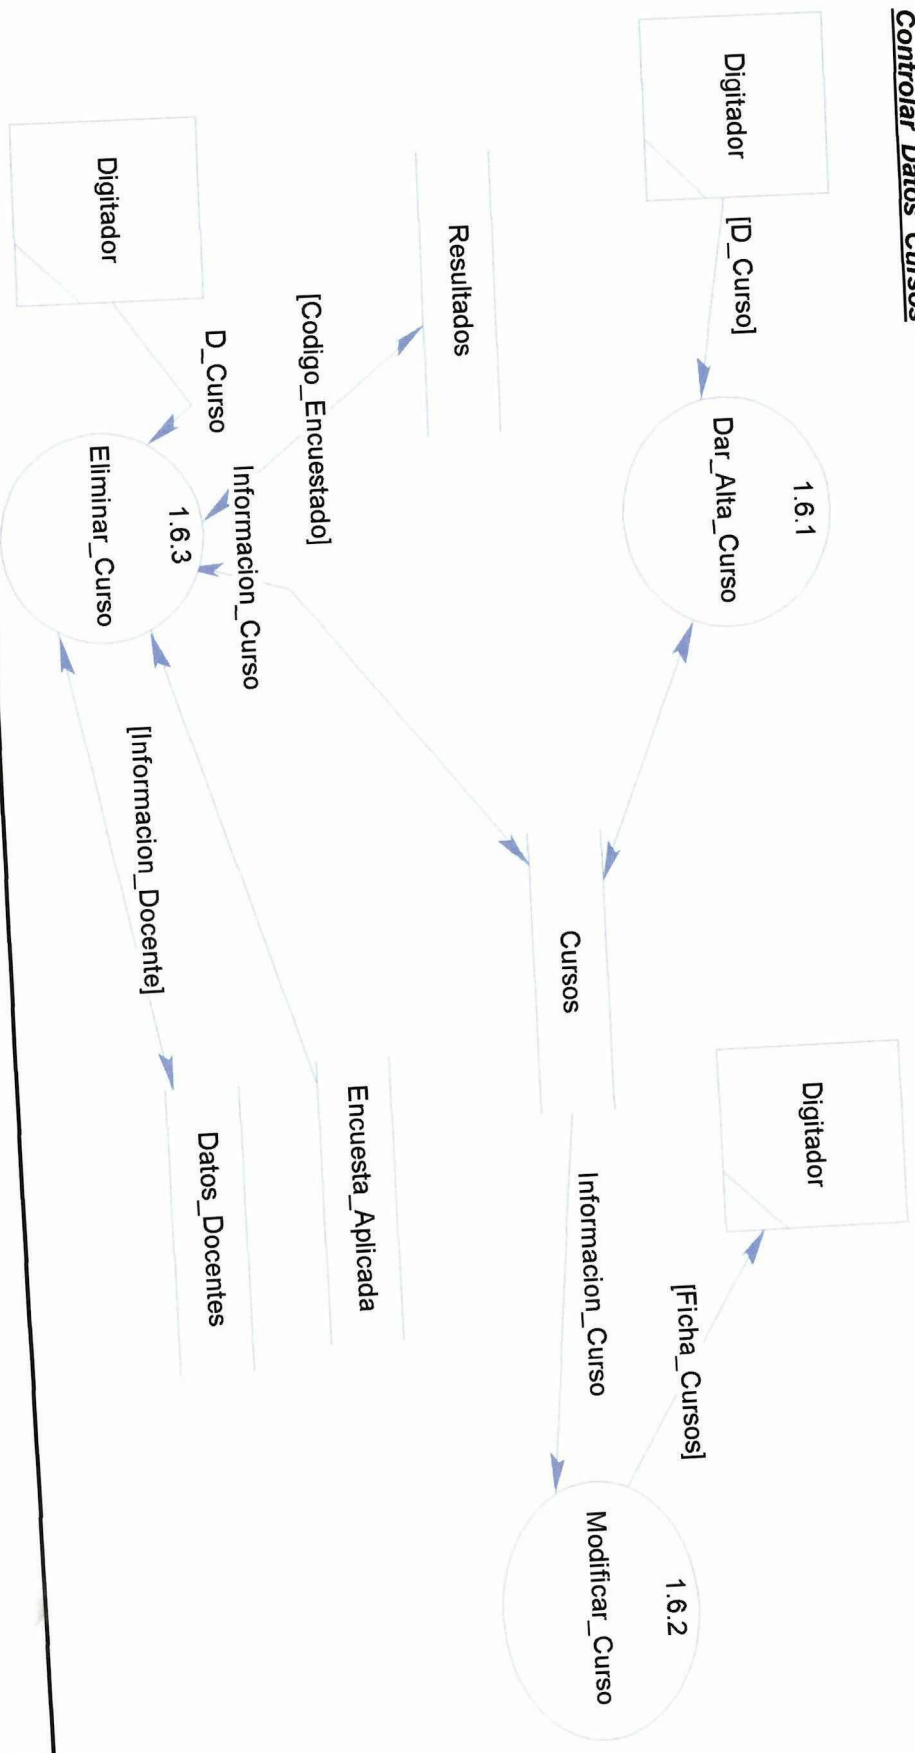 Controlar Datos Cursos
Digitador
[D_Curso]
1.6.1
Dar_Alta_Curso
Digitador
[Ficha_Cursos]
1.6.2
Modificar_Curso
Informacion_Curso
Cursos
Resultados
[Codigo_Encuestado]
Informacion_Curso
D_Curso
Digitador
1.6.3
Eliminar_Curso
[Informacion_Docente]
Encuesta_Aplicada
Datos_Docentes